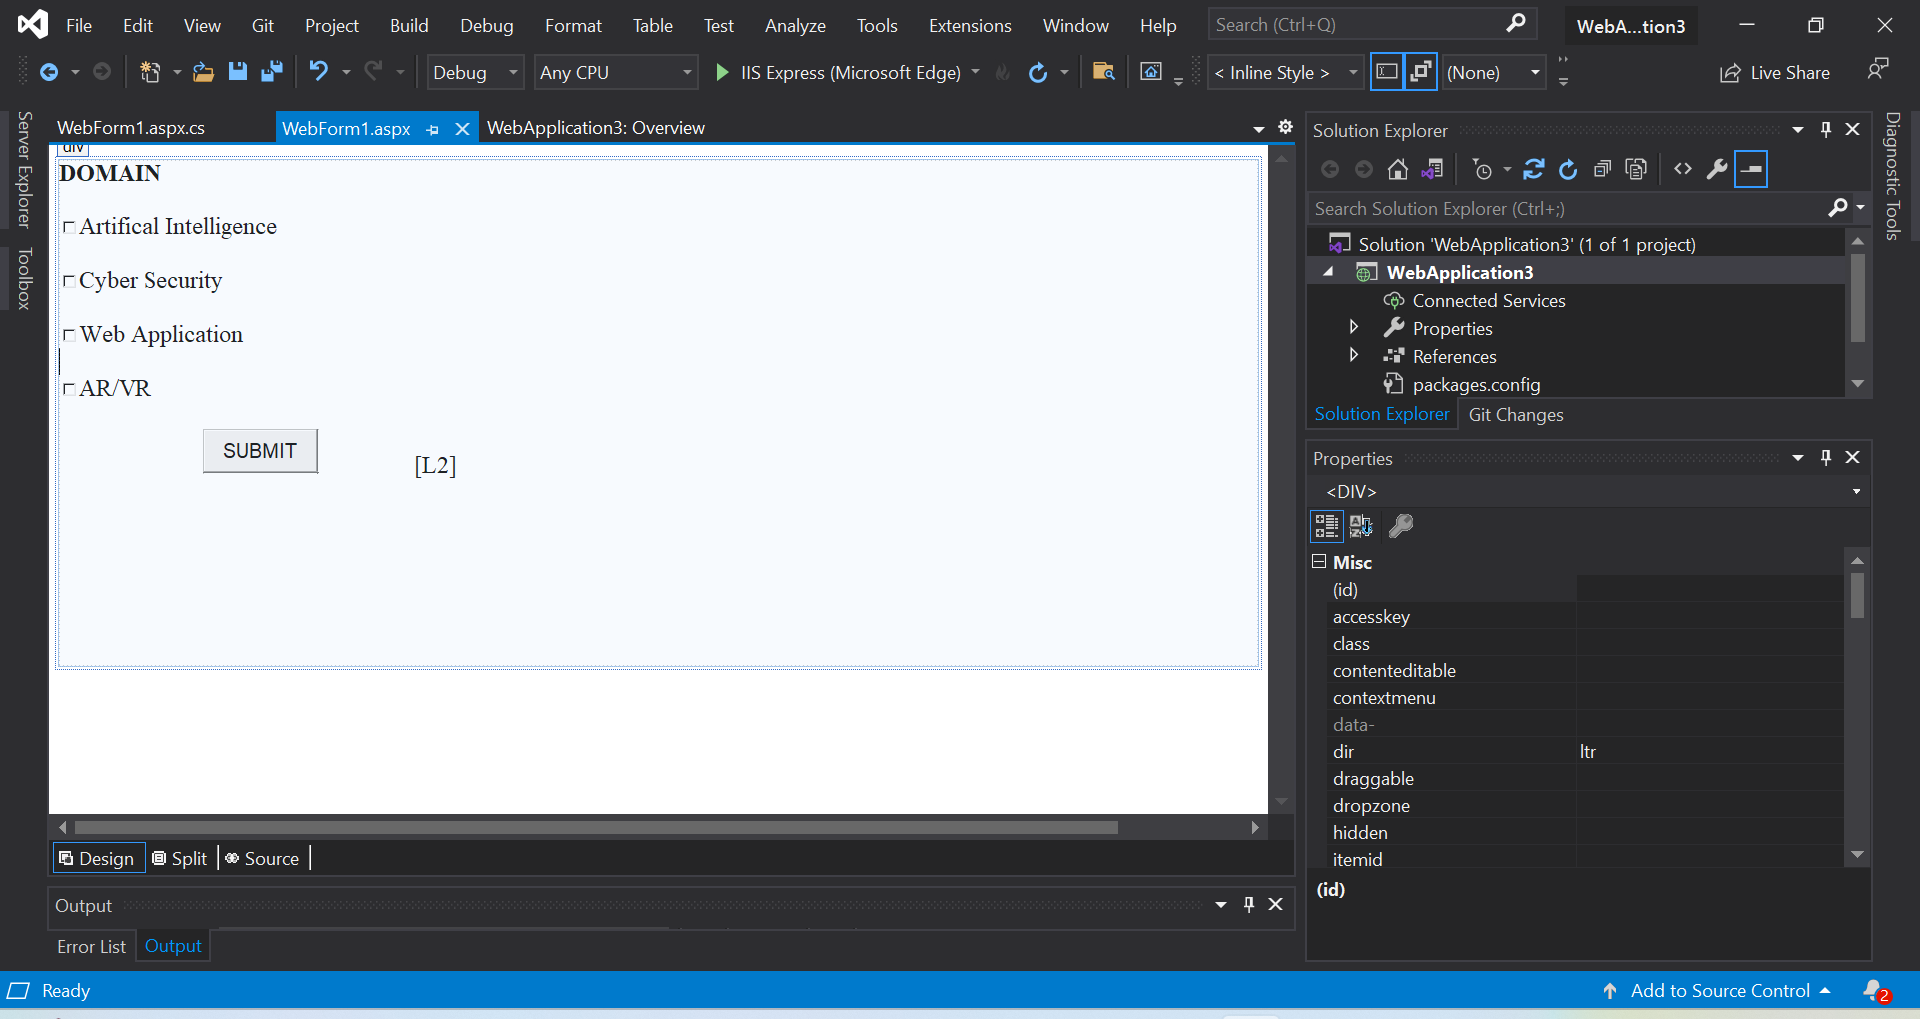 File Edit View Git Project Build Debug Format Table Test Analyze Tools Extensions Window Help Search (Ctrl+Q) WebA...tion3
Debug Any CPU IIS Express (Microsoft Edge) < Inline Style > (None) Live Share
Server Explorer
Toolbox
WebForm1.aspx.cs WebForm1.aspx WebApplication3: Overview
div
DOMAIN
Artifical Intelligence
Cyber Security
Web Application
AR/VR
SUBMIT
[L2]
Design Split Source
Output
Error List Output
Solution Explorer
Search Solution Explorer (Ctrl+;)
Solution 'WebApplication3' (1 of 1 project)
WebApplication3
Connected Services
Properties
References
packages.config
Solution Explorer Git Changes
Properties
<DIV>
Misc
(id)
accesskey
class
contenteditable
contextmenu
data-
dir ltr
draggable
dropzone
hidden
itemid
(id)
Diagnostic Tools
Ready Add to Source Control 2